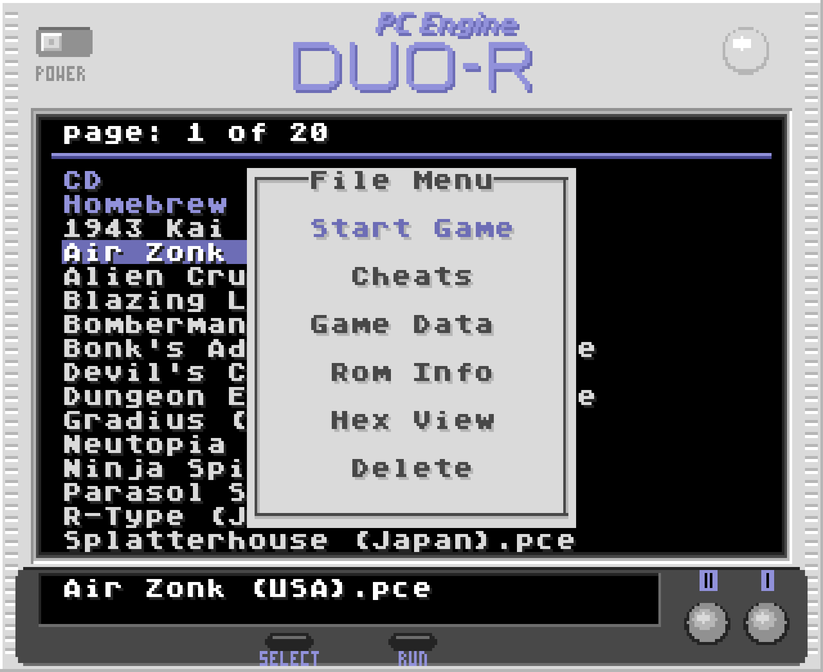 PC Engine
DUO-R
POWER
page: 1 of 20
CD
Homebrew
1943 Kai
Air Zonk
Alien Cru
Blazing L
Bomberman
Bonk's Ad e
Devil's C
Dungeon E e
Gradius (
Neutopia
Ninja Spi
Parasol S
R-Type (J
Splatterhouse (Japan).pce
File Menu
Start Game
Cheats
Game Data
Rom Info
Hex View
Delete
Air Zonk (USA).pce
II I
SELECT RUN